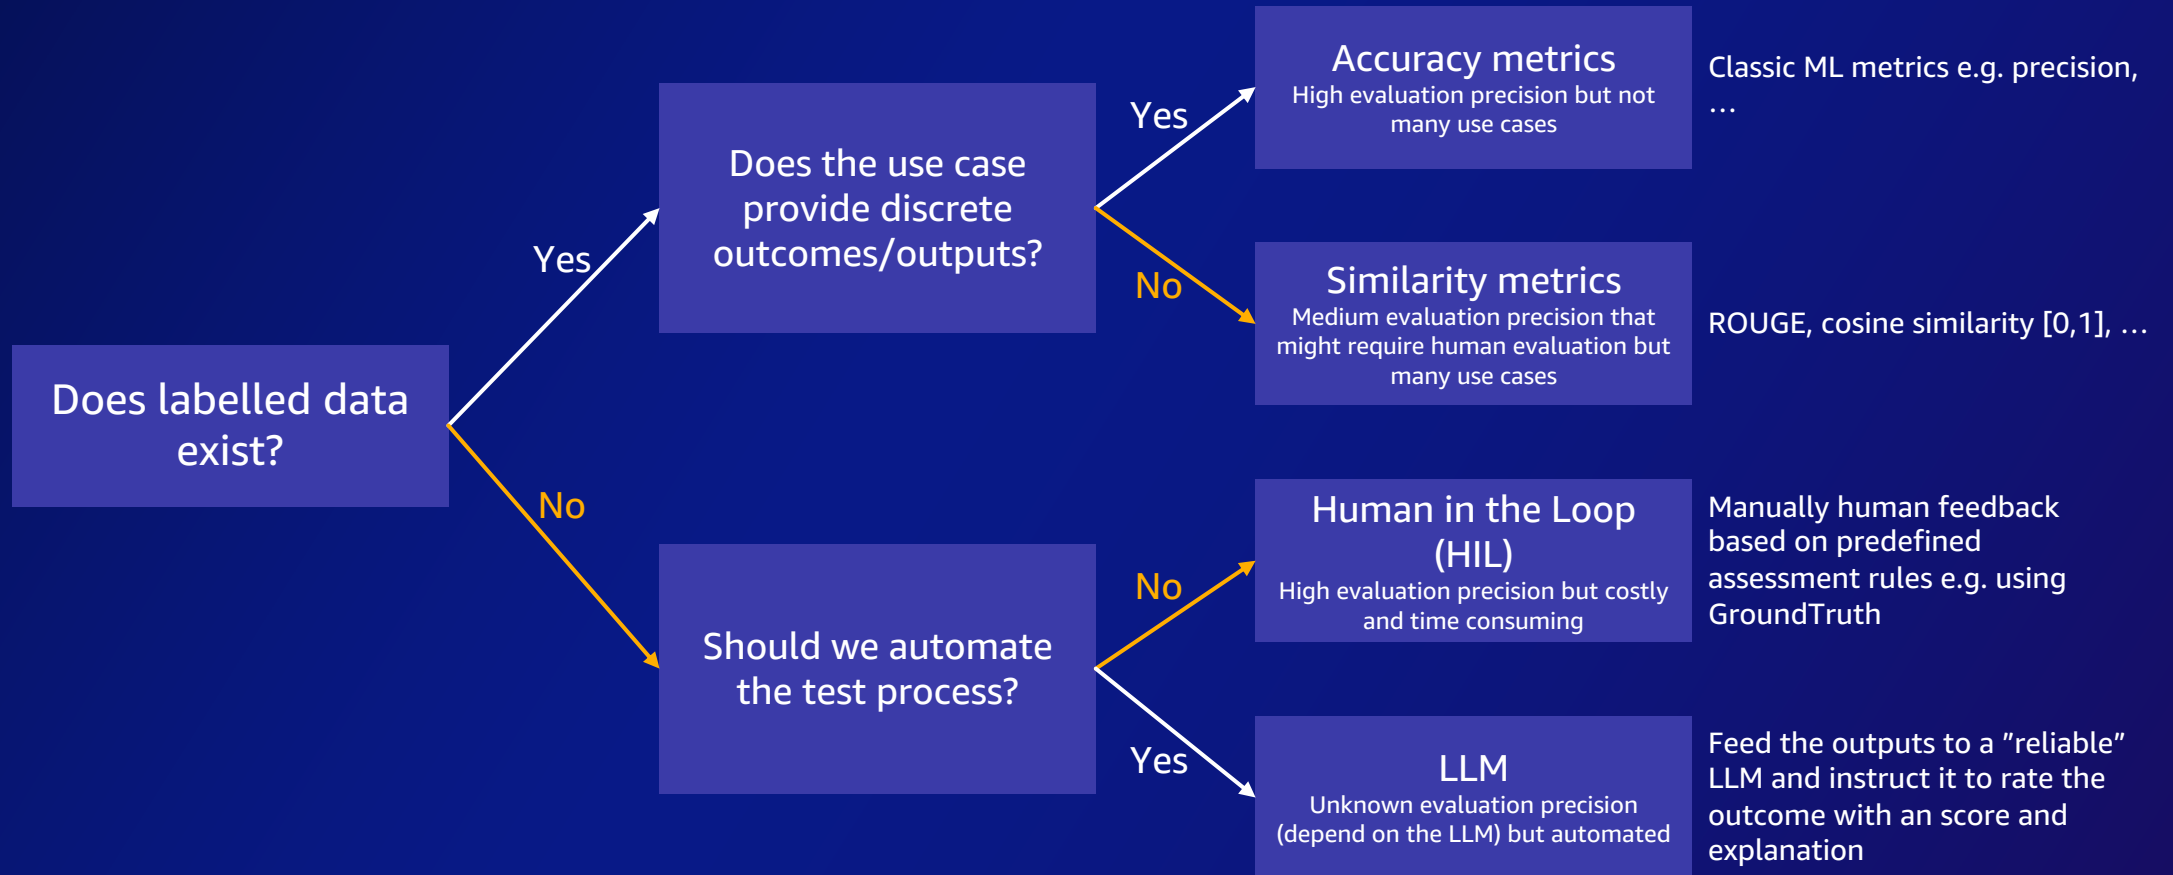 Does labelled data
exist?
Yes
No
Does the use case
provide discrete
outcomes/outputs?
Should we automate
the test process?
Yes
No
No
Yes
Accuracy metrics
High evaluation precision but not
many use cases
Classic ML metrics e.g. precision,
...
Similarity metrics
Medium evaluation precision that
might require human evaluation but
many use cases
ROUGE, cosine similarity [0,1], ...
Human in the Loop
(HIL)
High evaluation precision but costly
and time consuming
Manually human feedback
based on predefined
assessment rules e.g. using
GroundTruth
LLM
Unknown evaluation precision
(depend on the LLM) but automated
Feed the outputs to a ”reliable”
LLM and instruct it to rate the
outcome with an score and
explanation